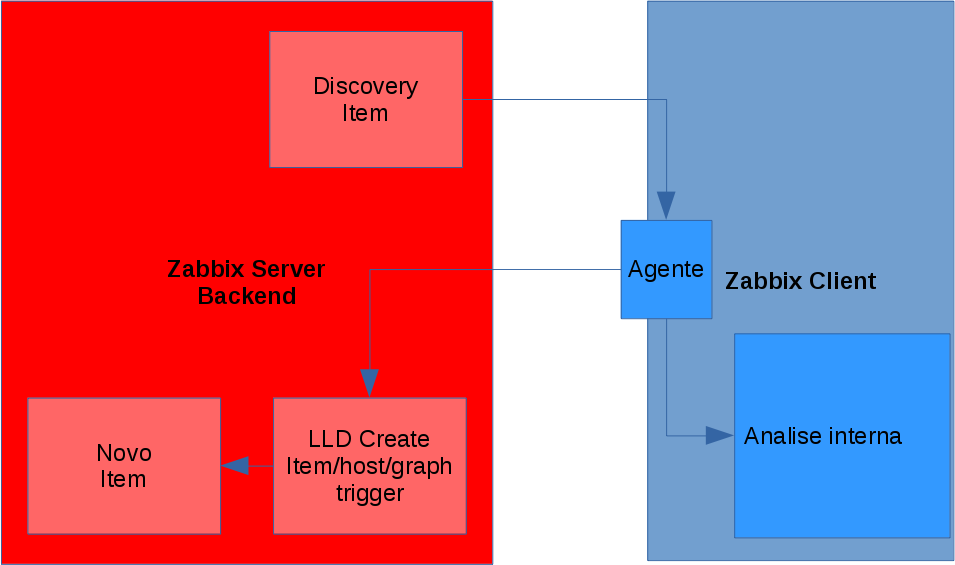 Discovery
Item
Zabbix Server
Backend
Agente
Zabbix Client
Novo
Item
LLD Create
Item/host/graph
trigger
Analise interna